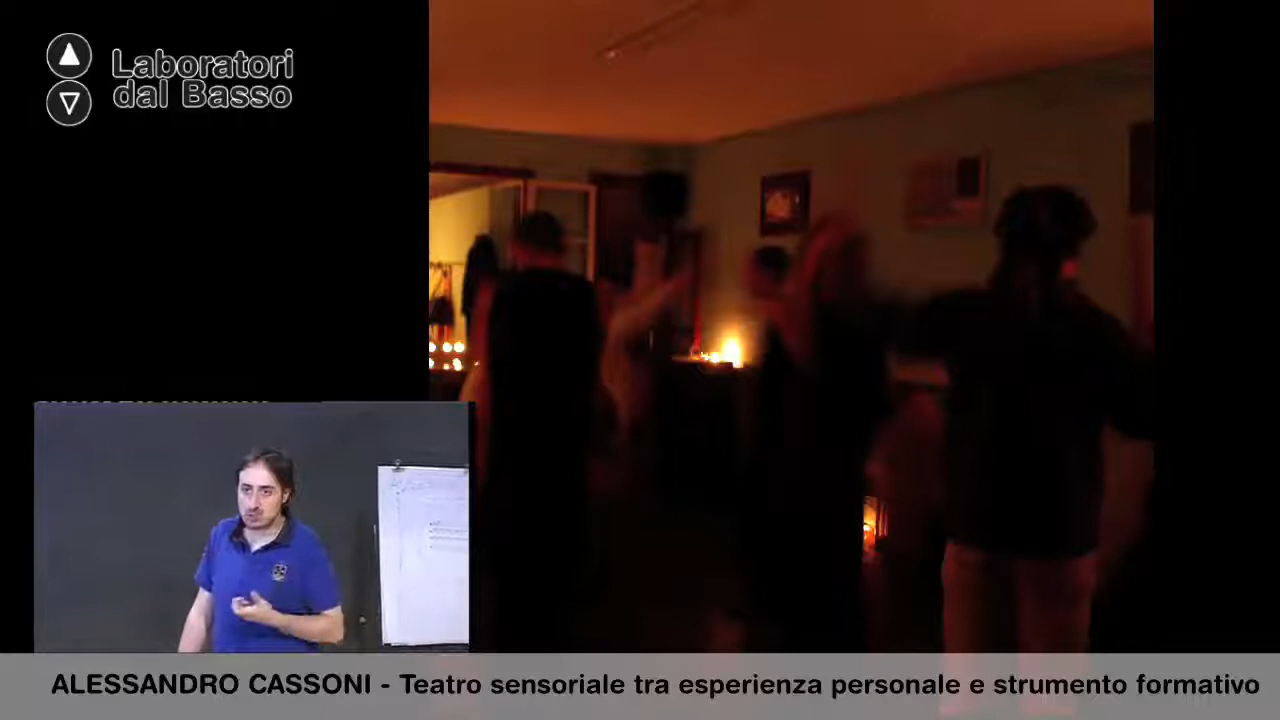 Laboratori
dal Basso
ALESSANDRO CASSONI - Teatro sensoriale tra esperienza personale e strumento formativo